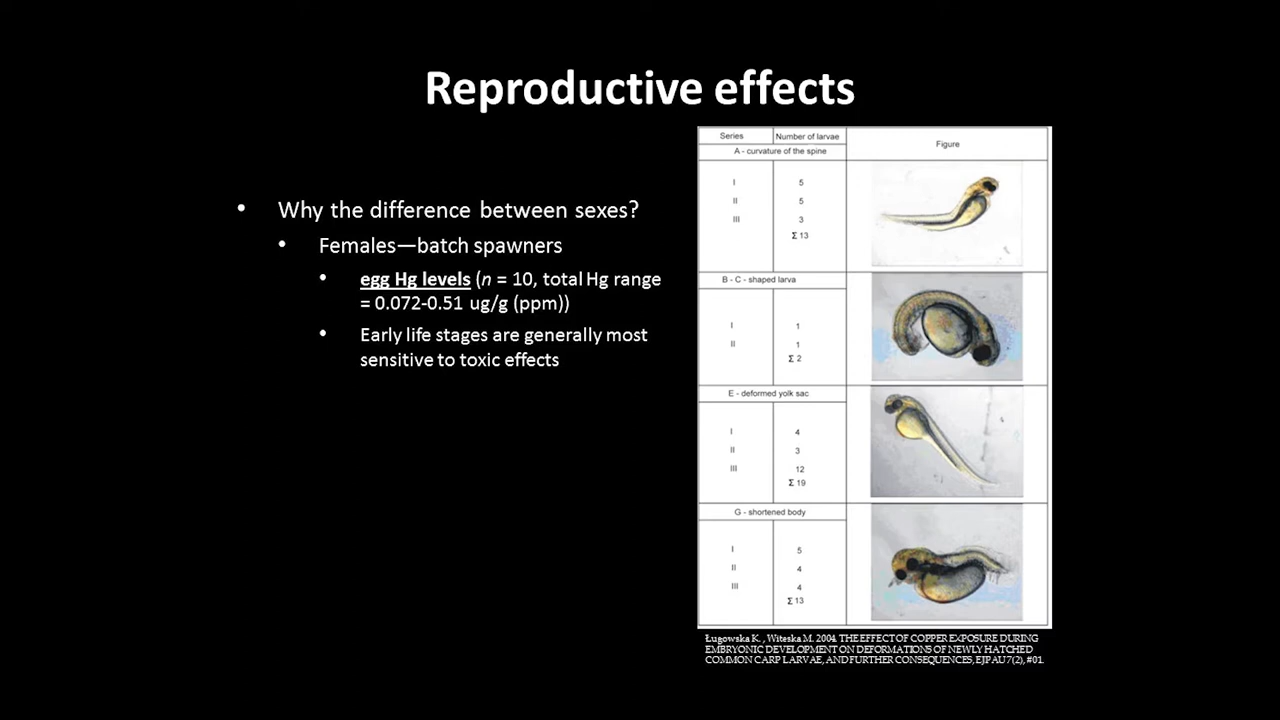 Reproductive effects
• Why the difference between sexes?
• Females—batch spawners
• egg Hg levels (n = 10, total Hg range
= 0.072-0.51 ug/g (ppm))
• Early life stages are generally most
sensitive to toxic effects
Series Number of larvae Figure
A - curvature of the spine
I 5
II 5
III 3
Σ 13
B - C - shaped larva
I 1
II 1
Σ 2
E - deformed yolk sac
I 4
II 3
III 12
Σ 19
G - shortened body
I 5
II 4
III 4
Σ 13
Ługowska K. , Witeska M. 2004. THE EFFECT OF COPPER EXPOSURE DURING
EMBRYONIC DEVELOPMENT ON DEFORMATIONS OF NEWLY HATCHED
COMMON CARP LARVAE, AND FURTHER CONSEQUENCES, EJPAU 7(2), #01.